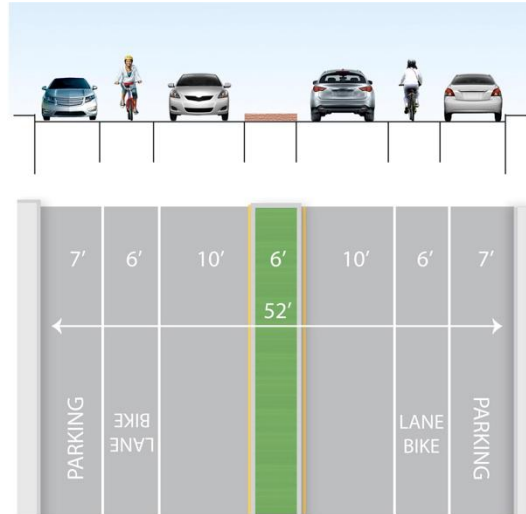 7’ 6’ 10’ 6’ 10’ 6’ 7’
52’
PARKING
BIKE
LANE
LANE
BIKE
PARKING